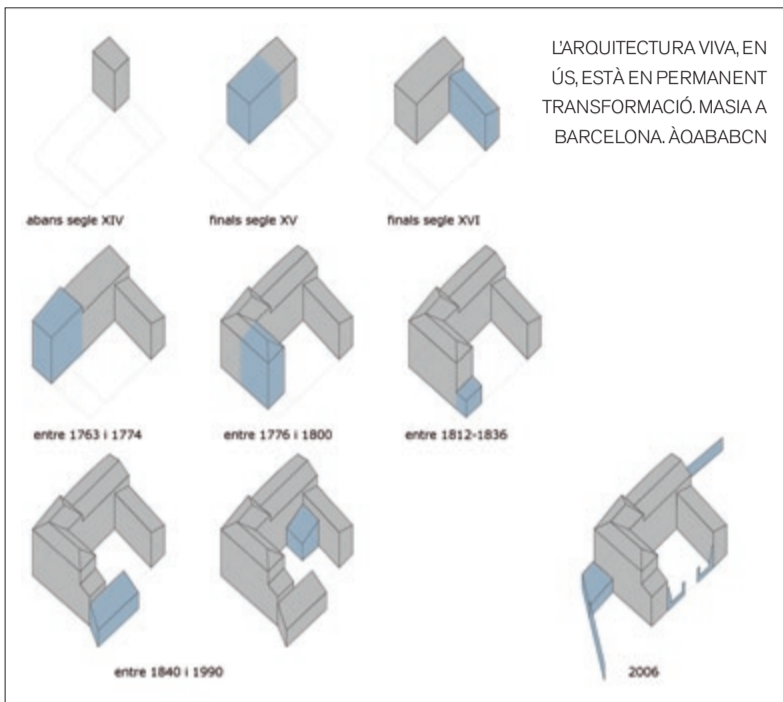 L'ARQUITECTURA VIVA, EN
ÚS, ESTÀ EN PERMANENT
TRANSFORMACIÓ. MASIA A
BARCELONA. ÀQABABCN
abans segle XIV
finals segle XV
finals segle XVI
entre 1763 i 1774
entre 1776 i 1800
entre 1812-1836
entre 1840 i 1990
2006